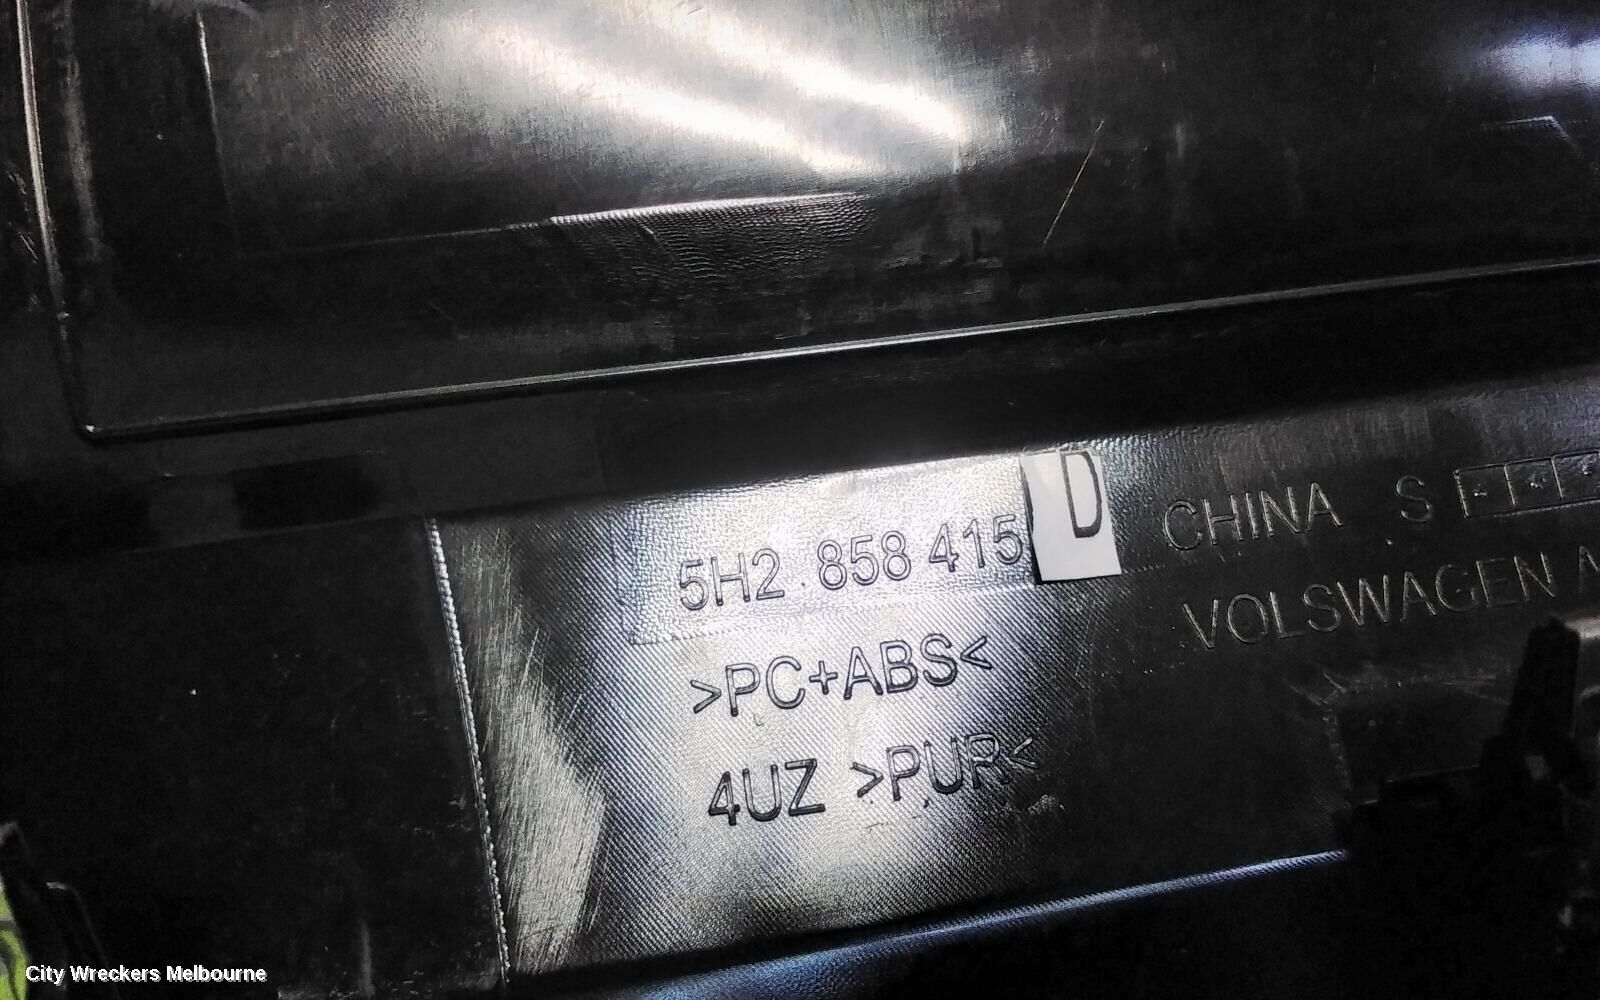 5H2 858 415 D CHINA S
VOLSWAGEN A
>PC+ABS<
4UZ >PUR<
City Wreckers Melbourne